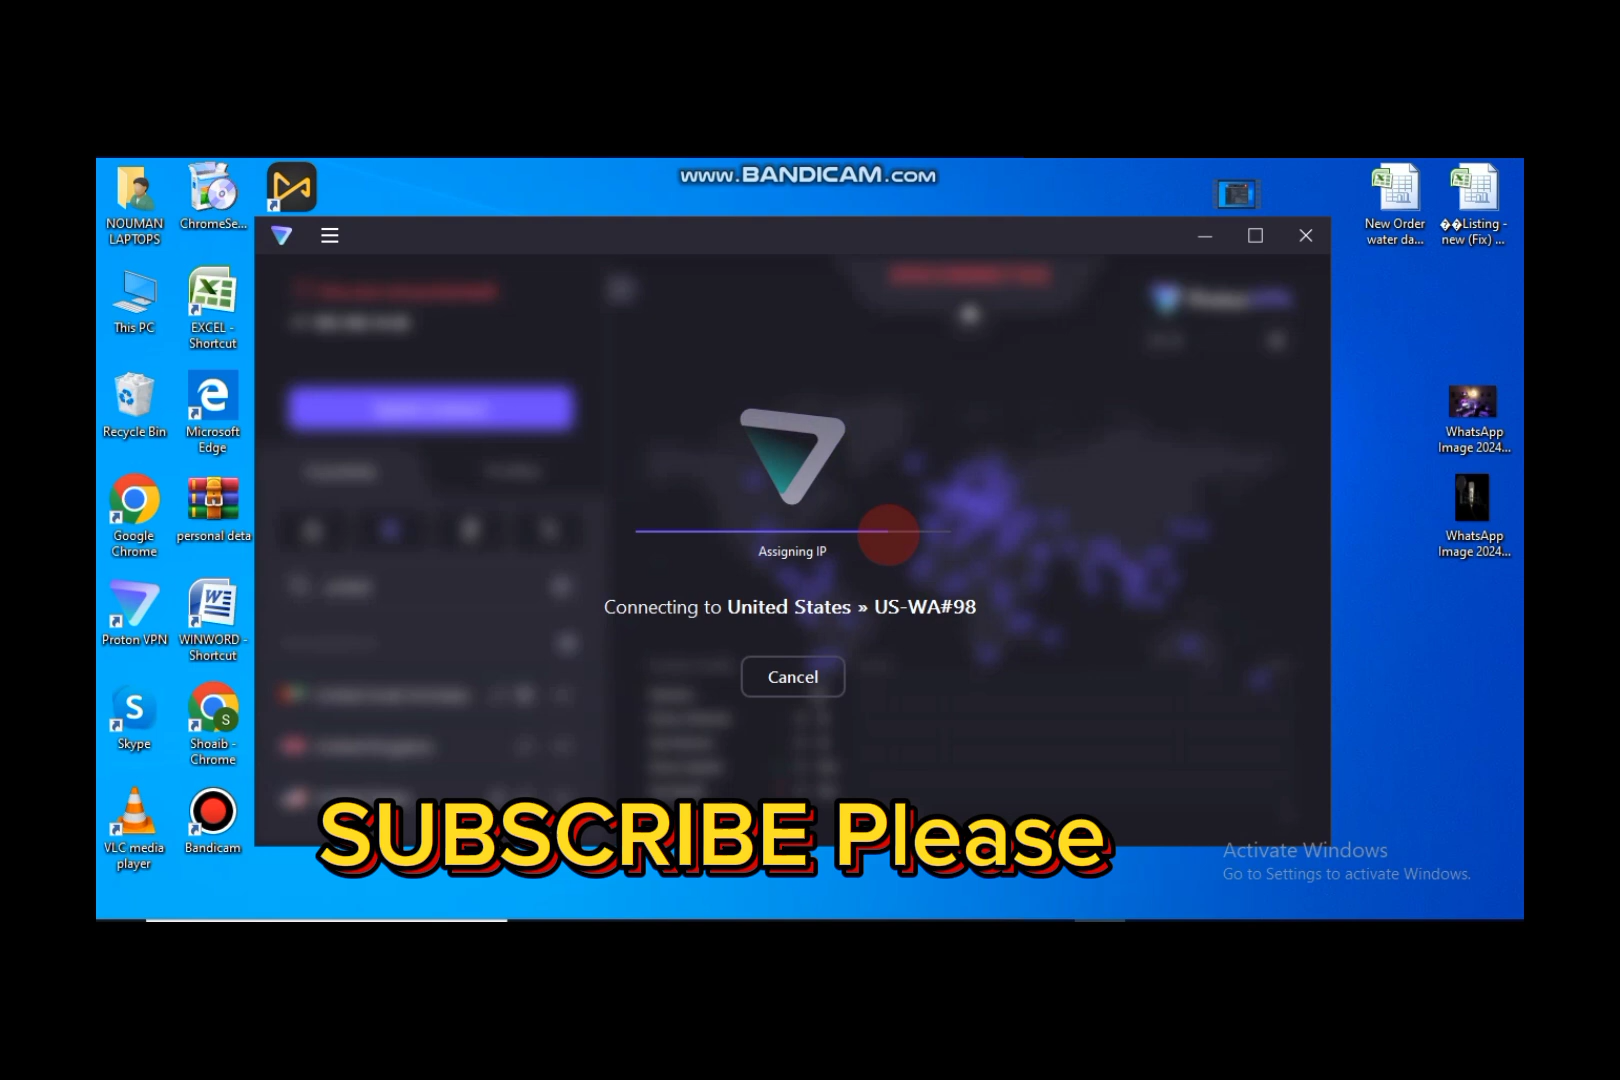 www.BANDICAM.com
NOUMAN
LAPTOPS
ChromeSe...
New Order
water da...
��Listing -
new (Fix) ...
This PC
EXCEL -
Shortcut
Recycle Bin
Microsoft
Edge
WhatsApp
Image 2024...
Google
Chrome
personal deta
Assigning IP
WhatsApp
Image 2024...
Connecting to United States » US-WA#98
Proton VPN
WINWORD -
Shortcut
Cancel
S
Skype
S
Shoaib -
Chrome
SUBSCRIBE Please
VLC media
player
Bandicam
Activate Windows
Go to Settings to activate Windows.